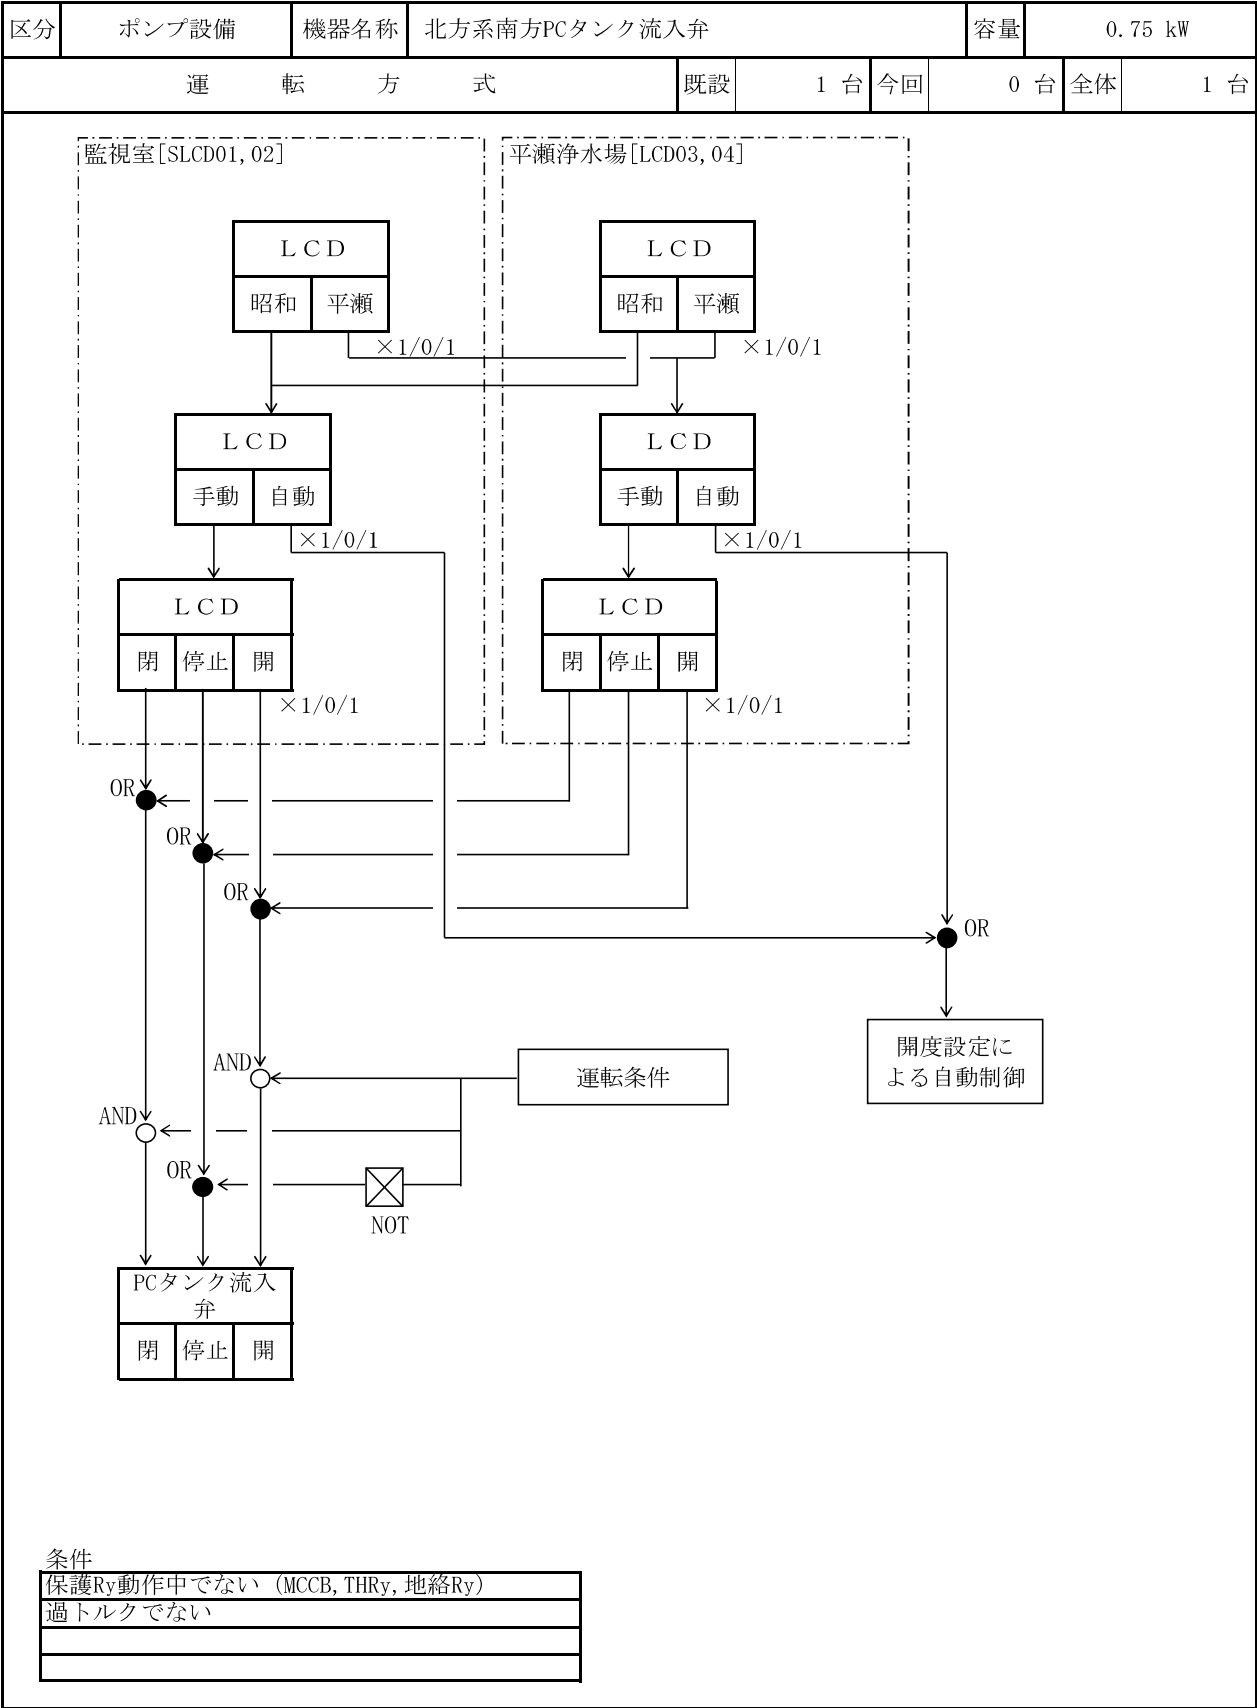 区分 ポンプ設備 機器名称 北方系南方PCタンク流入弁 容量 0.75 kW
運転方式 既設 1 台 今回 0 台 全体 1 台
監視室[SLCD01,02] 平瀬浄水場[LCD03,04]
ＬＣＤ ＬＣＤ
昭和 平瀬 昭和 平瀬
×1/0/1 ×1/0/1
ＬＣＤ ＬＣＤ
手動 自動 手動 自動
×1/0/1 ×1/0/1
ＬＣＤ ＬＣＤ
閉 停止 開 閉 停止 開
×1/0/1 ×1/0/1
OR
OR
OR
OR
開度設定に
よる自動制御
AND 運転条件
AND
OR
NOT
PCタンク流入
弁
閉 停止 開
条件
保護Ry動作中でない（MCCB,THRy,地絡Ry）
過トルクでない